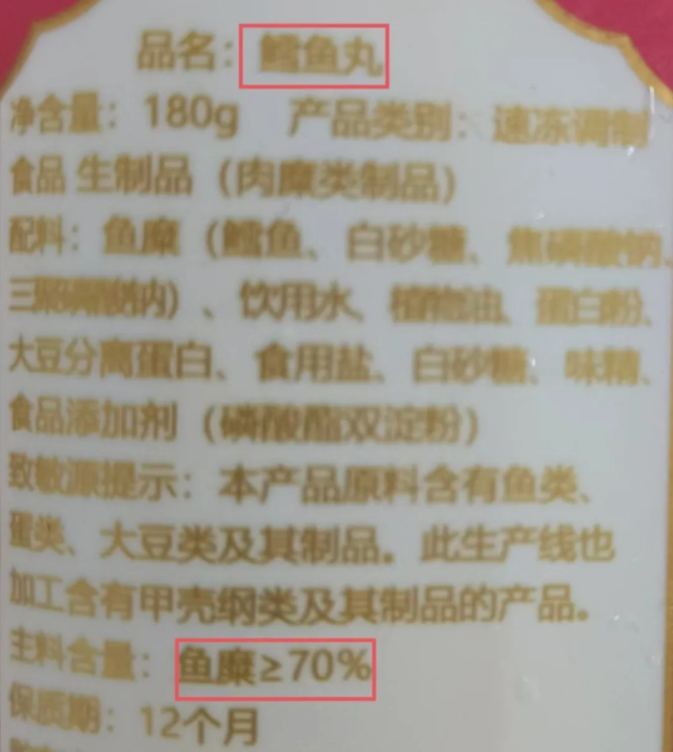 品名：鳕鱼丸
净含量：180g 产品类别：速冻调制
食品 生制品（肉糜类制品）
配料：鱼糜（鳕鱼、白砂糖、焦磷酸钠、
三聚磷酸钠）、饮用水、植物油、蛋白粉、
大豆分离蛋白、食用盐、白砂糖、味精、
食品添加剂（磷酸酯双淀粉）
致敏源提示：本产品原料含有鱼类、
蛋类、大豆类及其制品。此生产线也
加工含有甲壳纲类及其制品的产品。
主料含量：鱼糜≥70%
保质期：12个月